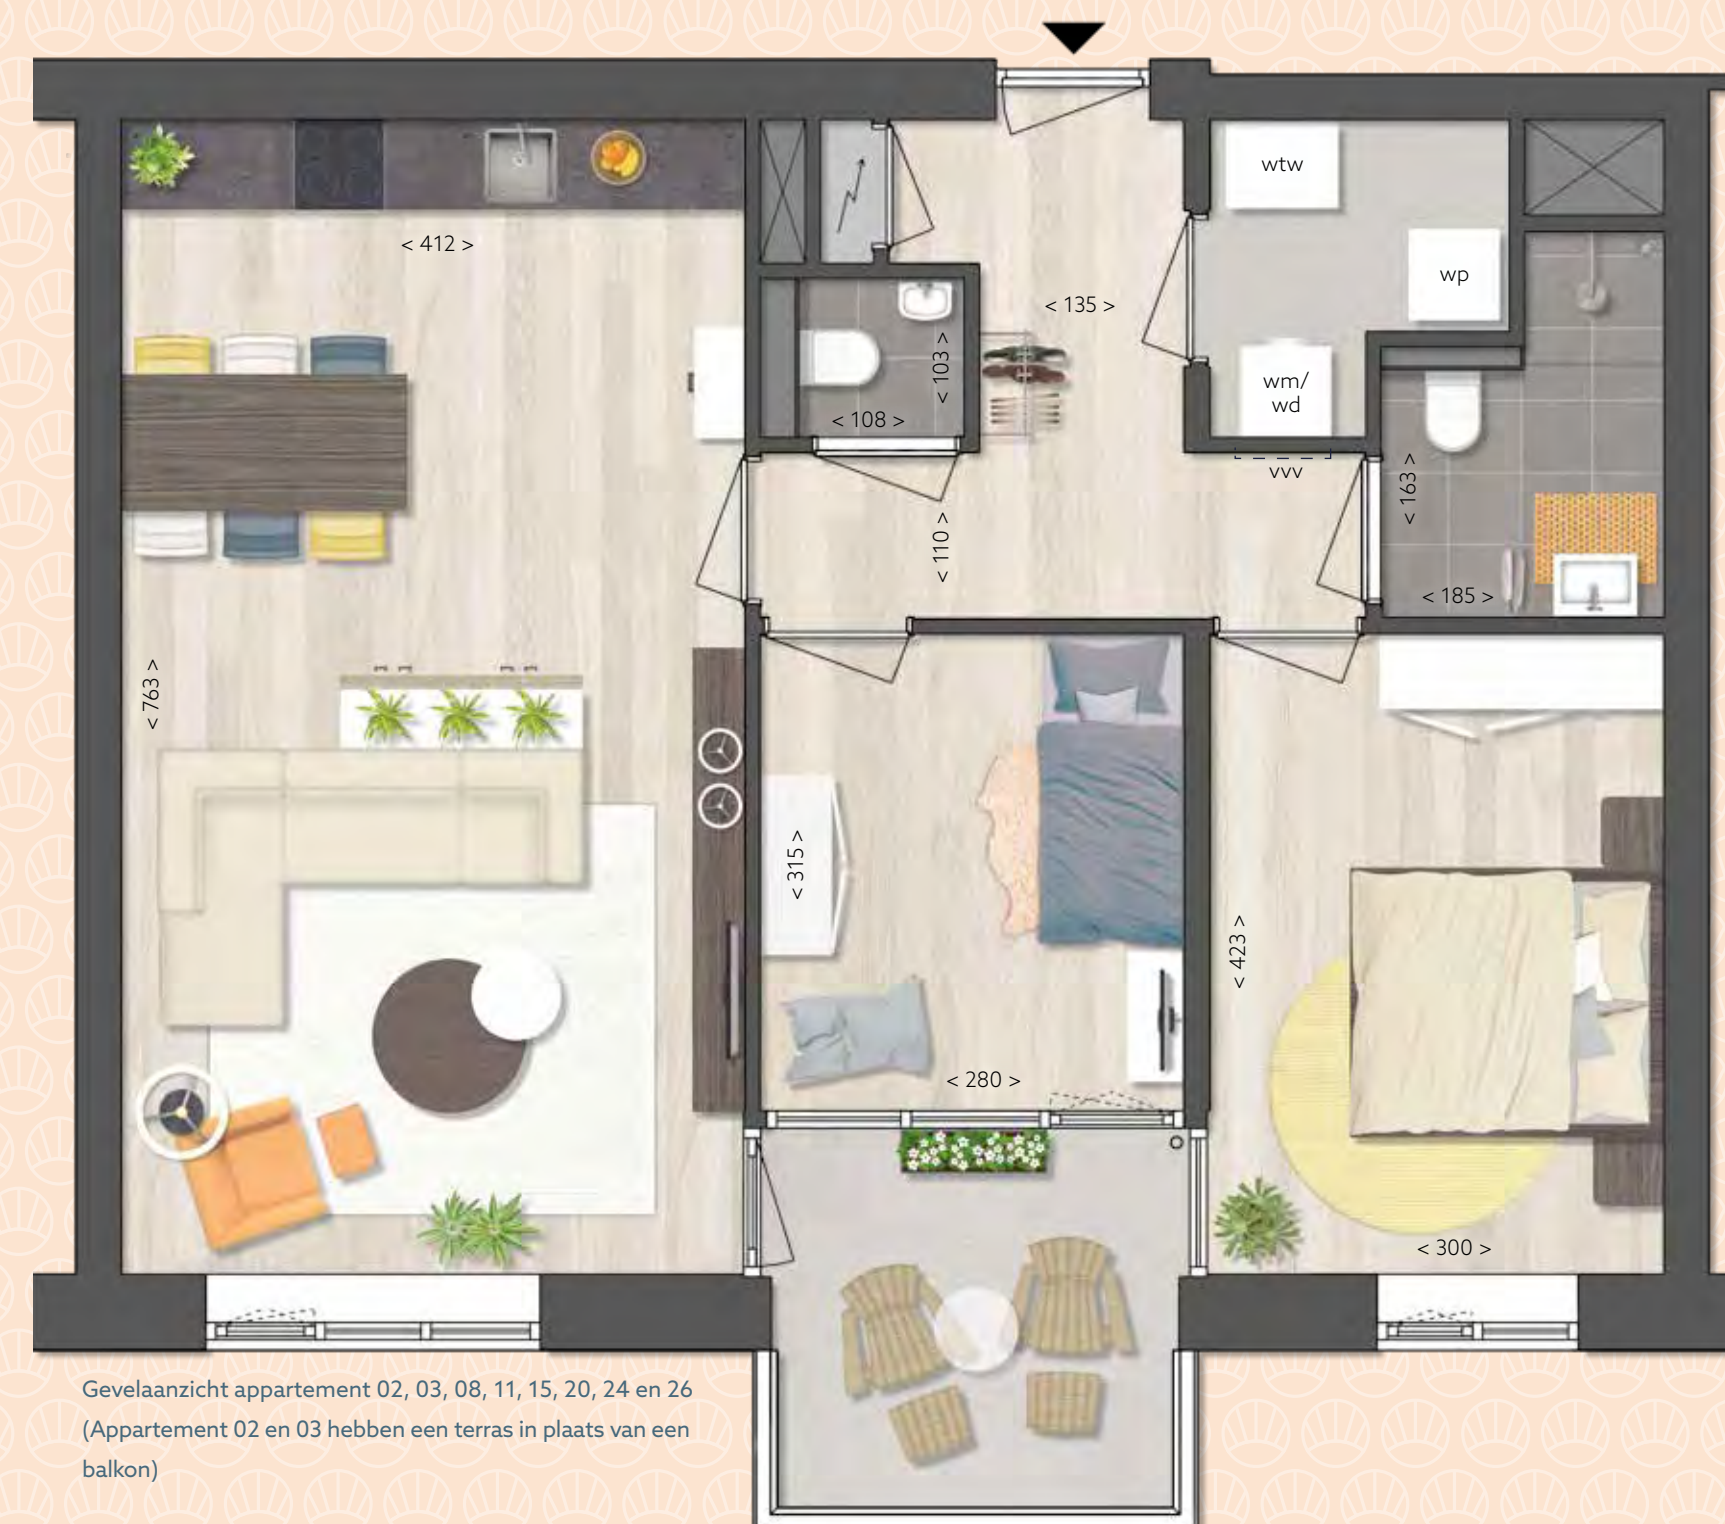 wtw
< 412 >
wp
< 135 >
< 103 >
wm/
wd
< 108 >
vvv
< 163 >
< 110 >
< 185 >
< 763 >
< 315 >
< 423 >
< 280 >
< 300 >
Gevelaanzicht appartement 02, 03, 08, 11, 15, 20, 24 en 26
(Appartement 02 en 03 hebben een terras in plaats van een
balkon)